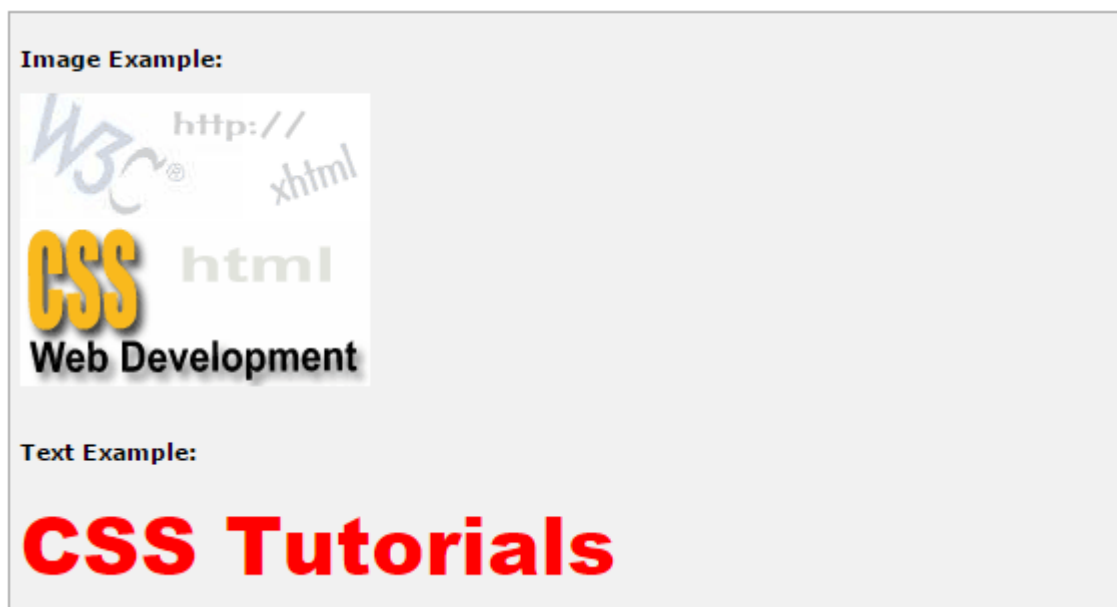 Image Example:
W3C®
http://
xhtml
CSS
html
Web Development
Text Example:
CSS Tutorials